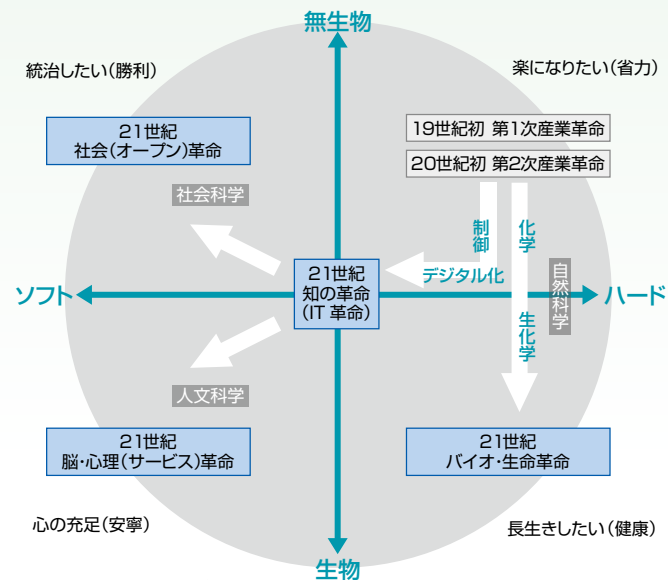 無生物
統治したい（勝利）
楽になりたい（省力）
21世紀
社会（オープン）革命
19世紀初 第1次産業革命
20世紀初 第2次産業革命
社会科学
制御
化学
デジタル化
自然科学
21世紀
知の革命
（IT 革命）
ソフト
ハード
生化学
人文科学
21世紀
脳・心理（サービス）革命
21世紀
バイオ・生命革命
心の充足（安寧）
長生きしたい（健康）
生物